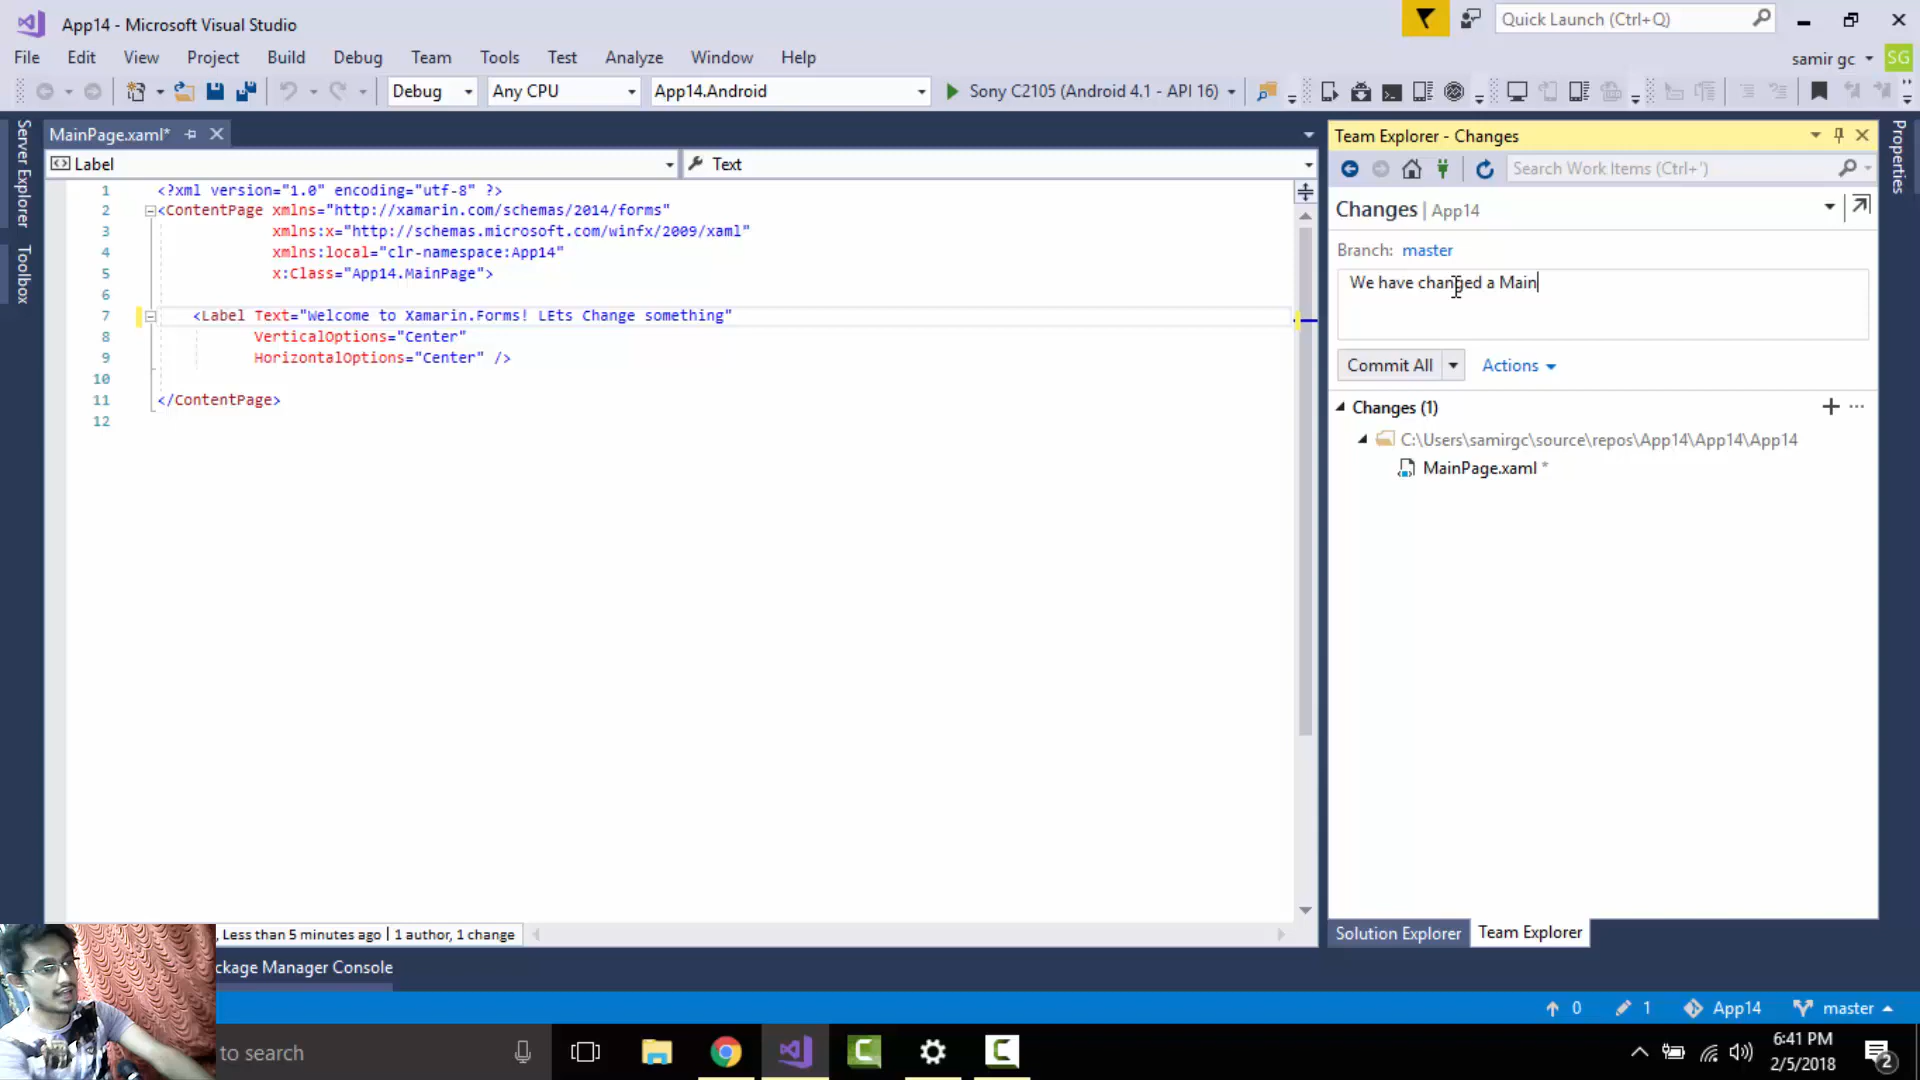 App14 - Microsoft Visual Studio
Quick Launch (Ctrl+Q)
File Edit View Project Build Debug Team Tools Test Analyze Window Help
samir gc SG
Debug Any CPU App14.Android Sony C2105 (Android 4.1 - API 16)
Server Explorer
Toolbox
MainPage.xaml*
Label Text
1 <?xml version="1.0" encoding="utf-8" ?>
2 <ContentPage xmlns="http://xamarin.com/schemas/2014/forms"
3 xmlns:x="http://schemas.microsoft.com/winfx/2009/xaml"
4 xmlns:local="clr-namespace:App14"
5 x:Class="App14.MainPage">
6
7 <Label Text="Welcome to Xamarin.Forms! LEts Change something"
8 VerticalOptions="Center"
9 HorizontalOptions="Center" />
10
11 </ContentPage>
12
, Less than 5 minutes ago | 1 author, 1 change
ckage Manager Console
Team Explorer - Changes
Search Work Items (Ctrl+')
Changes | App14
Branch: master
We have changed a Main
Commit All Actions
Changes (1)
C:\Users\samirgc\source\repos\App14\App14\App14
MainPage.xaml *
Solution Explorer Team Explorer
Properties
0 1 App14 master
to search
6:41 PM
2/5/2018
2